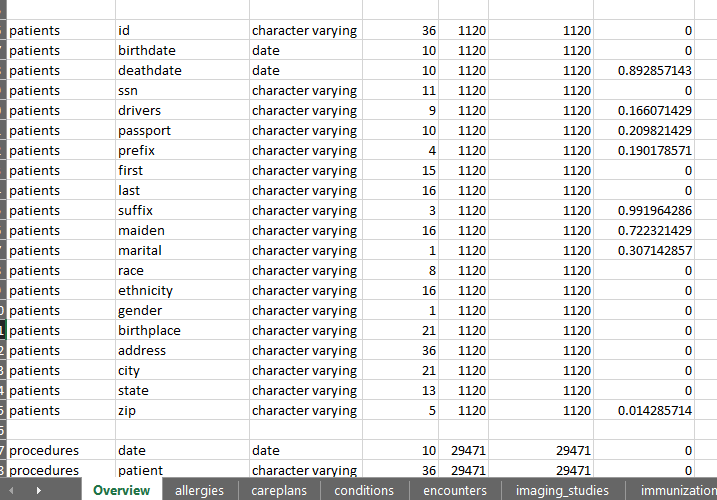 patients id character varying 36 1120 1120 0
patients birthdate date 10 1120 1120 0
patients deathdate date 10 1120 1120 0.892857143
patients ssn character varying 11 1120 1120 0
patients drivers character varying 9 1120 1120 0.166071429
patients passport character varying 10 1120 1120 0.209821429
patients prefix character varying 4 1120 1120 0.190178571
patients first character varying 15 1120 1120 0
patients last character varying 16 1120 1120 0
patients suffix character varying 3 1120 1120 0.991964286
patients maiden character varying 16 1120 1120 0.722321429
patients marital character varying 1 1120 1120 0.307142857
patients race character varying 8 1120 1120 0
patients ethnicity character varying 16 1120 1120 0
patients gender character varying 1 1120 1120 0
patients birthplace character varying 21 1120 1120 0
patients address character varying 36 1120 1120 0
patients city character varying 21 1120 1120 0
patients state character varying 13 1120 1120 0
patients zip character varying 5 1120 1120 0.014285714
procedures date date 10 29471 29471 0
procedures patient character varying 36 29471 29471 0
Overview allergies careplans conditions encounters imaging_studies immunization